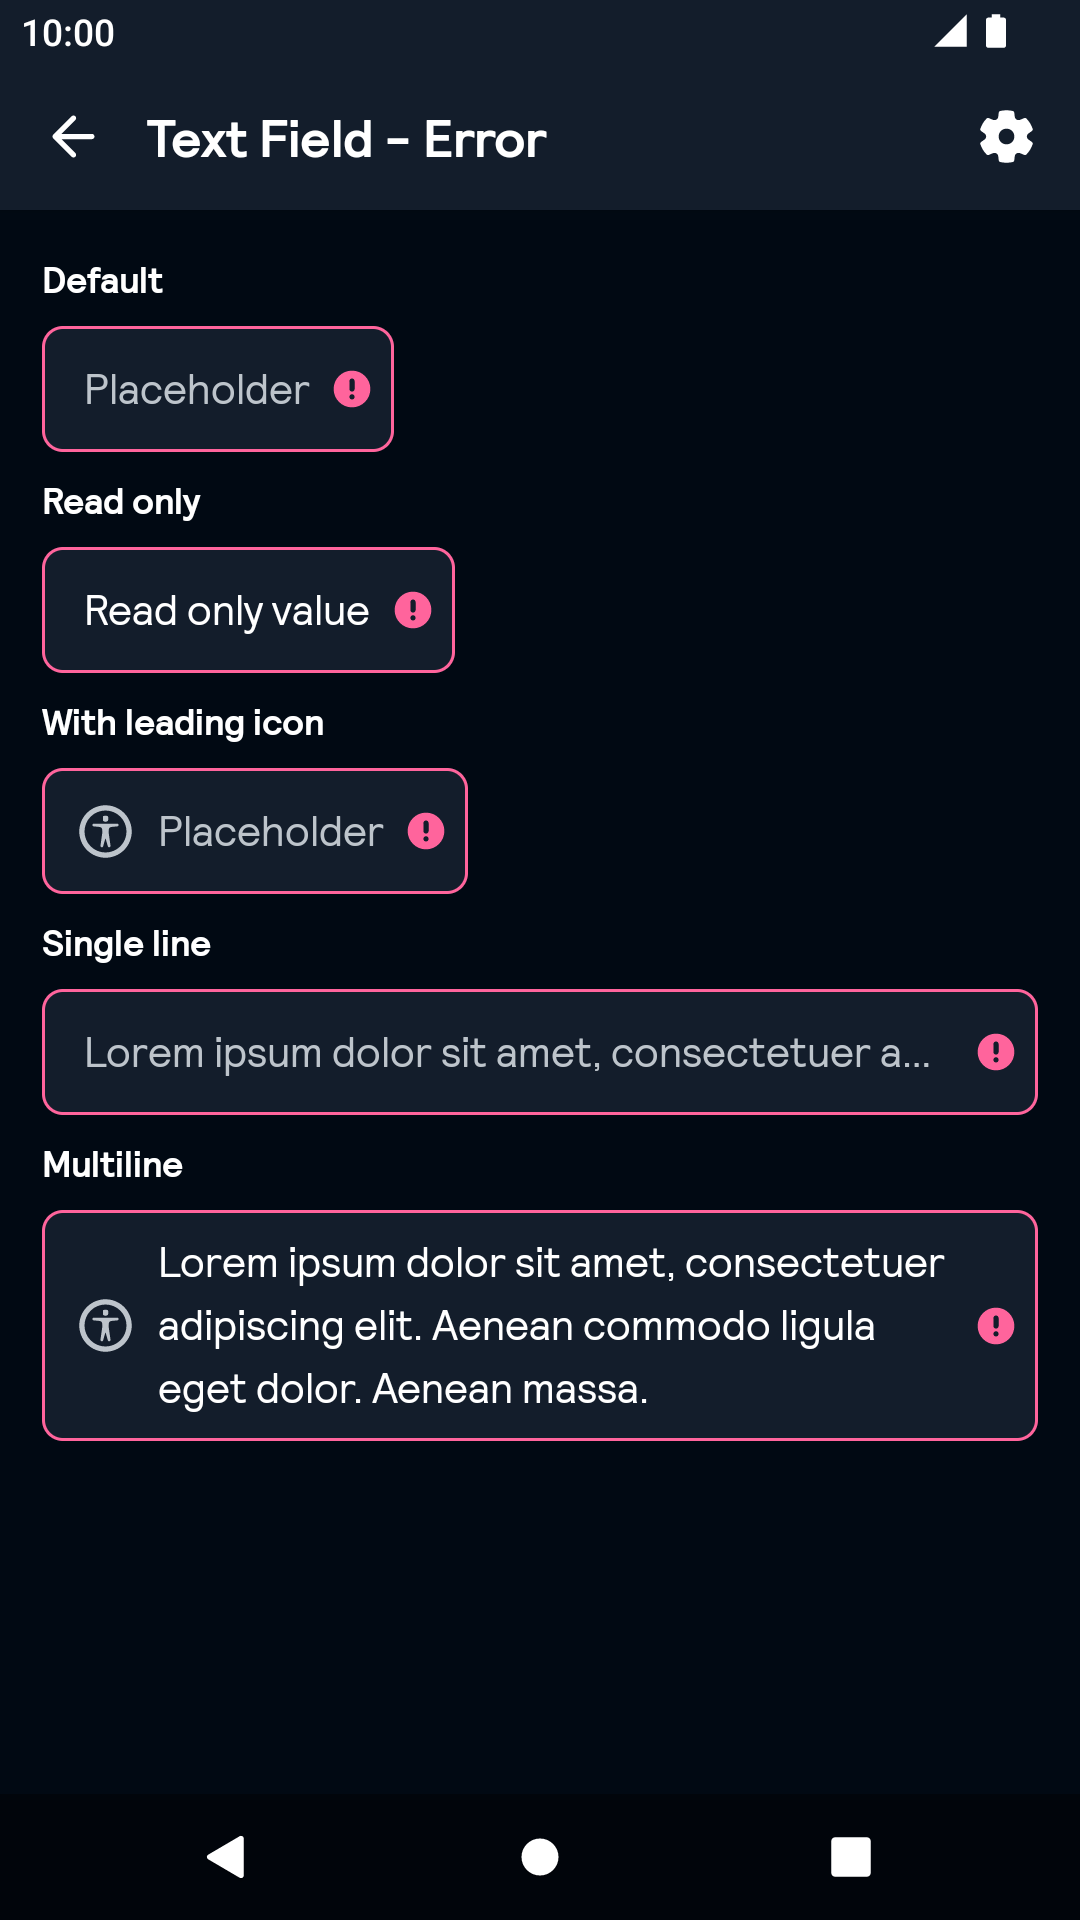 10:00
Text Field - Error
Default
Placeholder
Read only
Read only value
With leading icon
Placeholder
Single line
Lorem ipsum dolor sit amet, consectetuer a...
Multiline
Lorem ipsum dolor sit amet, consectetuer
adipiscing elit. Aenean commodo ligula
eget dolor. Aenean massa.